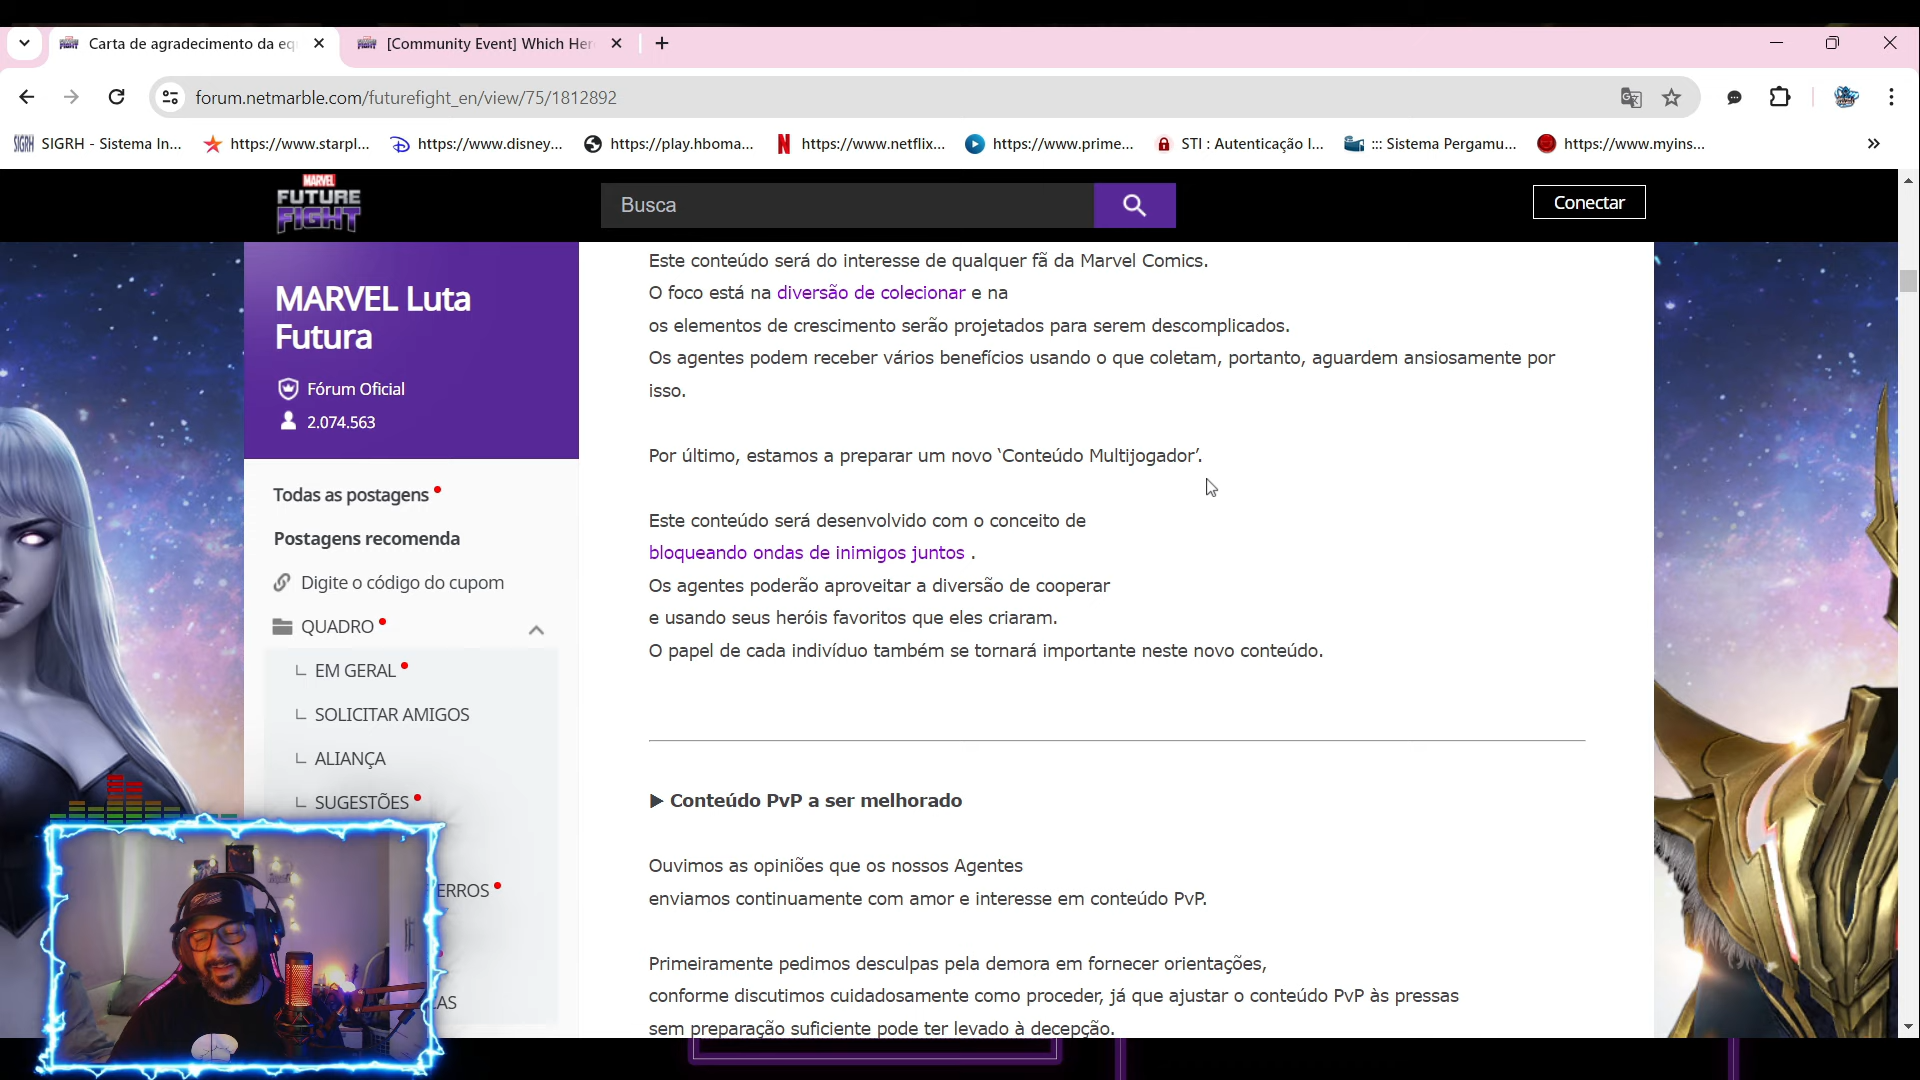 Carta de agradecimento da eq
[Community Event] Which Her
forum.netmarble.com/futurefight_en/view/75/1812892
SIGRH - Sistema In...
https://www.starpl...
https://www.disney...
https://play.hboma...
https://www.netflix...
https://www.prime...
STI : Autenticação I...
::: Sistema Pergamu...
https://www.myins...
MARVEL
FUTURE
FIGHT
Busca
Conectar
MARVEL Luta
Futura
Fórum Oficial
2.074.563
Todas as postagens
Postagens recomenda
Digite o código do cupom
QUADRO
EM GERAL
SOLICITAR AMIGOS
ALIANÇA
SUGESTÕES
ERROS
Este conteúdo será do interesse de qualquer fã da Marvel Comics.
O foco está na diversão de colecionar e na
os elementos de crescimento serão projetados para serem descomplicados.
Os agentes podem receber vários benefícios usando o que coletam, portanto, aguardem ansiosamente por
isso.
Por último, estamos a preparar um novo ‘Conteúdo Multijogador’.
Este conteúdo será desenvolvido com o conceito de
bloqueando ondas de inimigos juntos .
Os agentes poderão aproveitar a diversão de cooperar
e usando seus heróis favoritos que eles criaram.
O papel de cada indivíduo também se tornará importante neste novo conteúdo.
▶ Conteúdo PvP a ser melhorado
Ouvimos as opiniões que os nossos Agentes
enviamos continuamente com amor e interesse em conteúdo PvP.
Primeiramente pedimos desculpas pela demora em fornecer orientações,
conforme discutimos cuidadosamente como proceder, já que ajustar o conteúdo PvP às pressas
sem preparação suficiente pode ter levado à decepção.